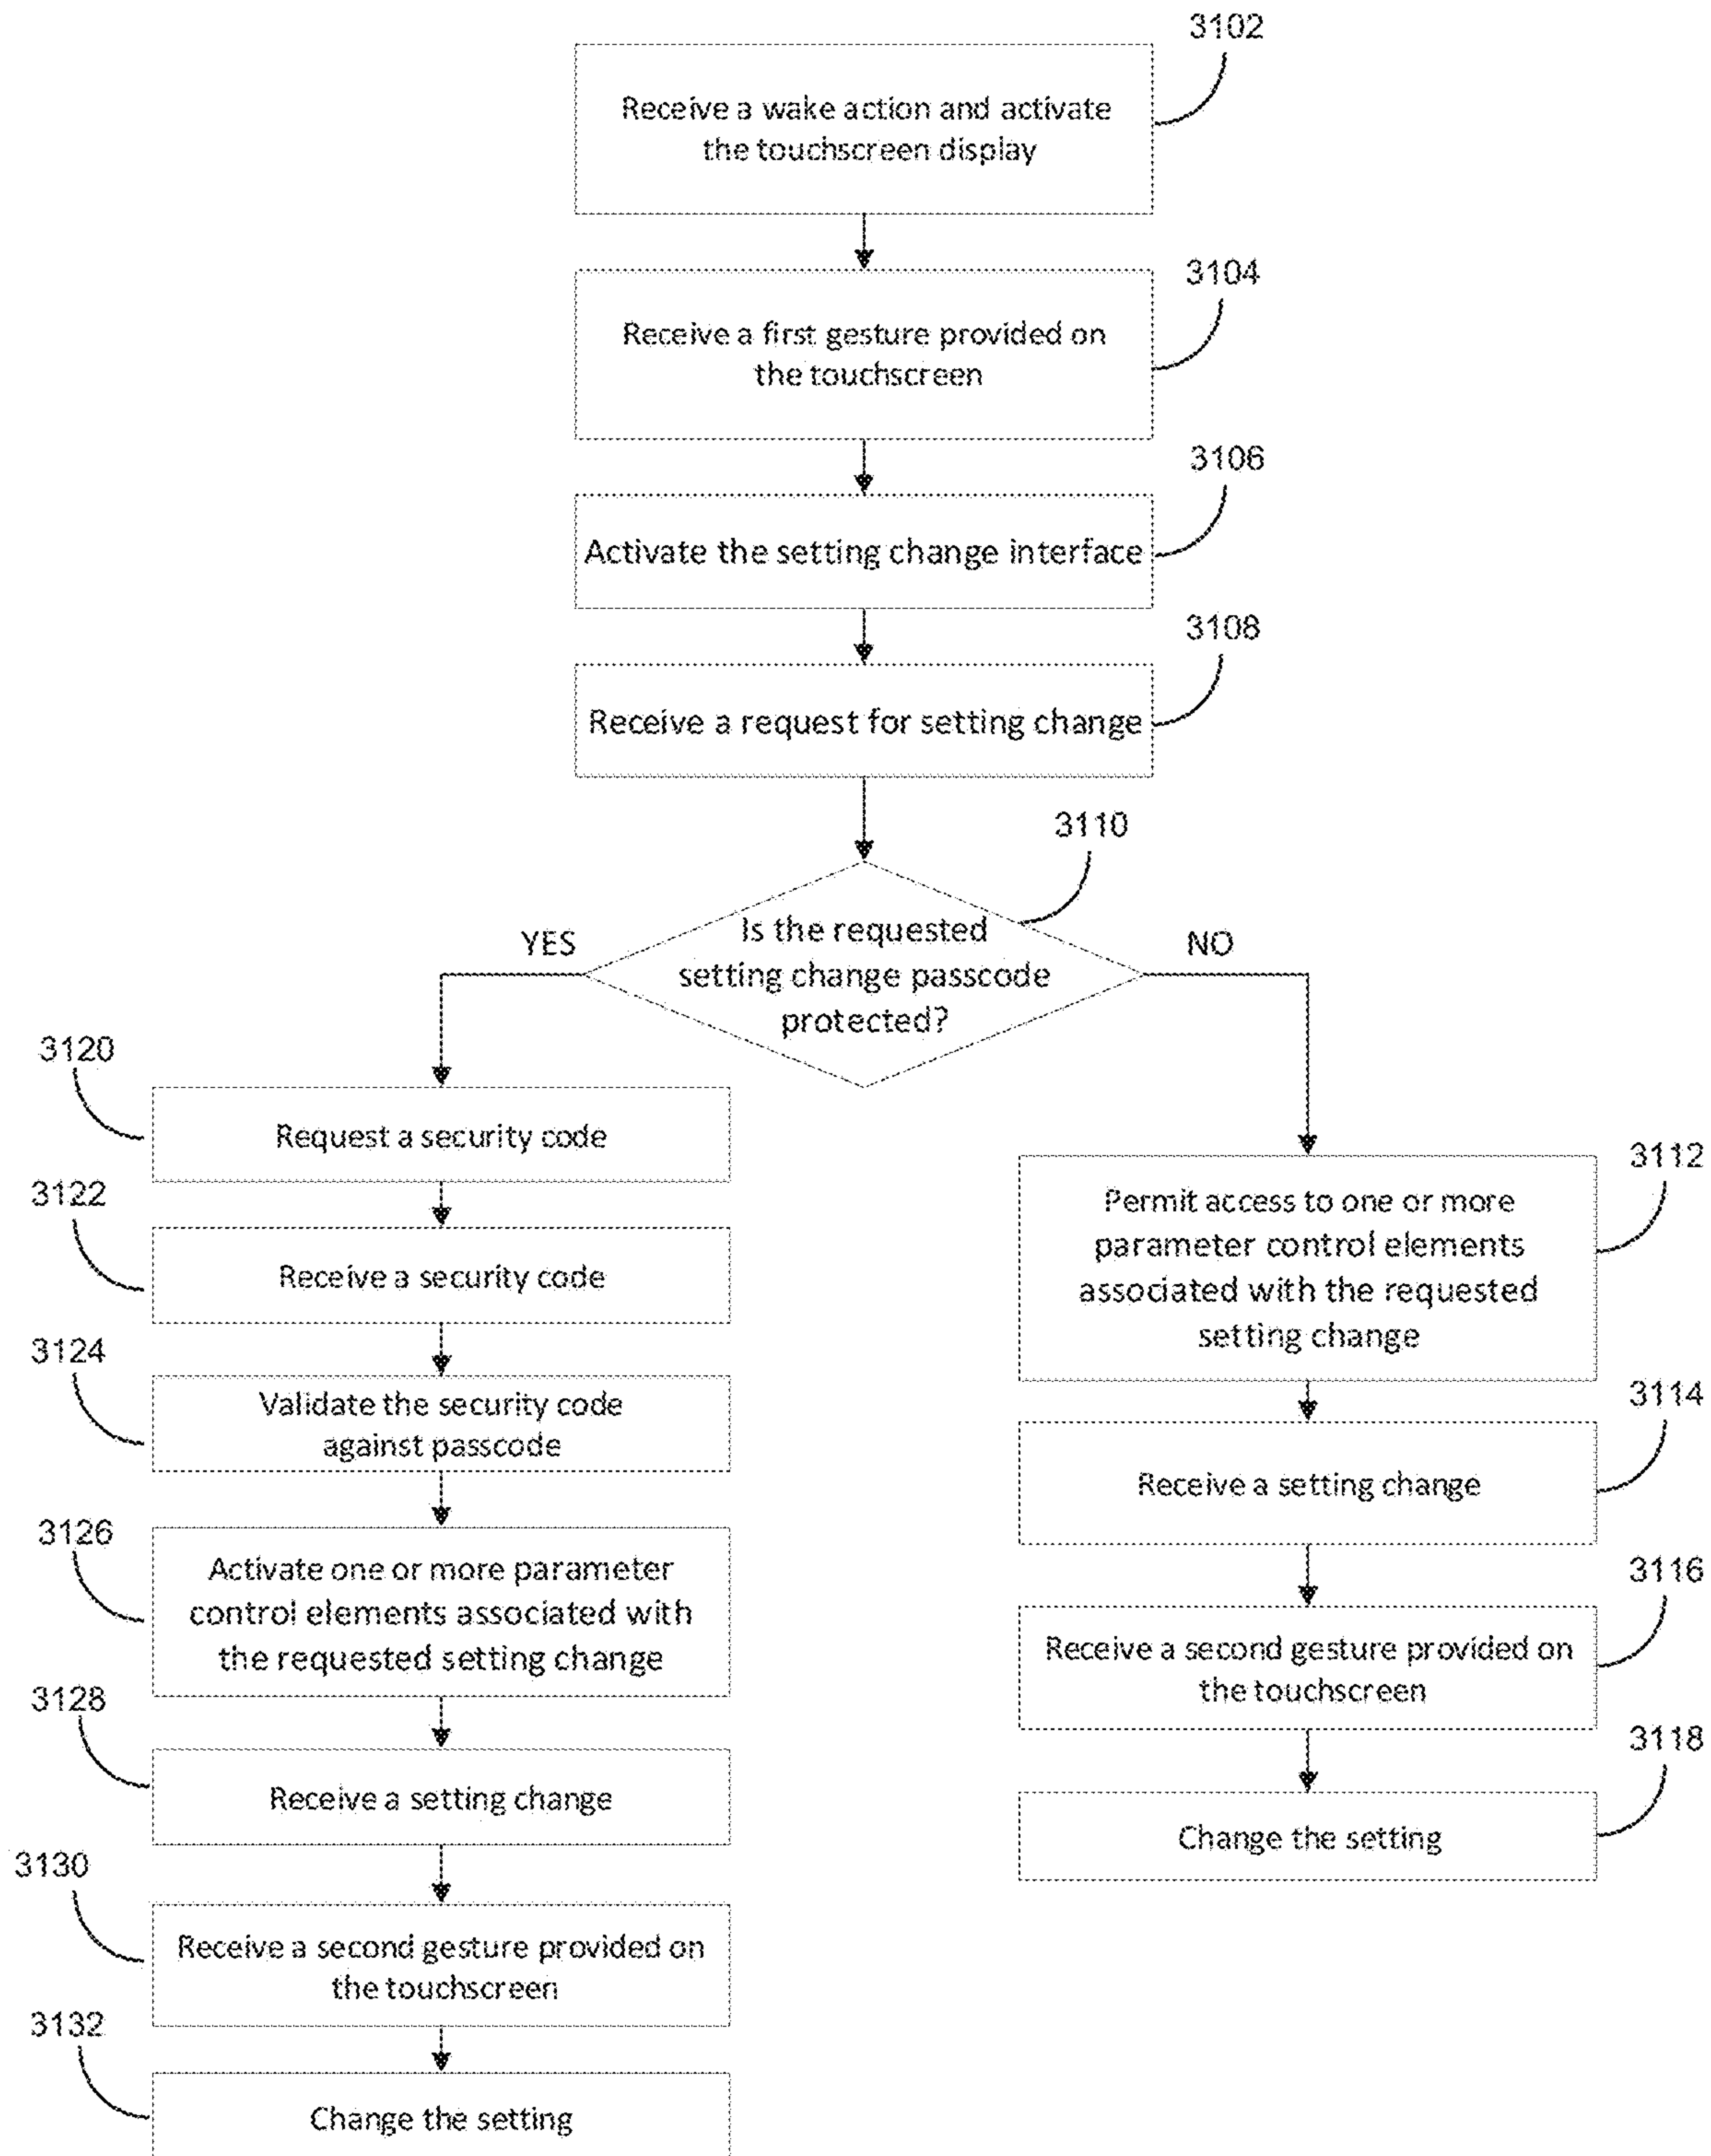 3102
Receive a wake action and activate
the touchscreen display
3104
Receive a first gesture provided on
the touchscreen
3106
Activate the setting change interface
3108
Receive a request for setting change
3110
Is the requested
setting change passcode
protected?
YES
NO
3120
Request a security code
3122
Receive a security code
3124
Validate the security code
against passcode
3126
Activate one or more parameter
control elements associated with
the requested setting change
3128
Receive a setting change
3130
Receive a second gesture provided on
the touchscreen
3132
Change the setting
3112
Permit access to one or more
parameter control elements
associated with the requested
setting change
3114
Receive a setting change
3116
Receive a second gesture provided on
the touchscreen
3118
Change the setting